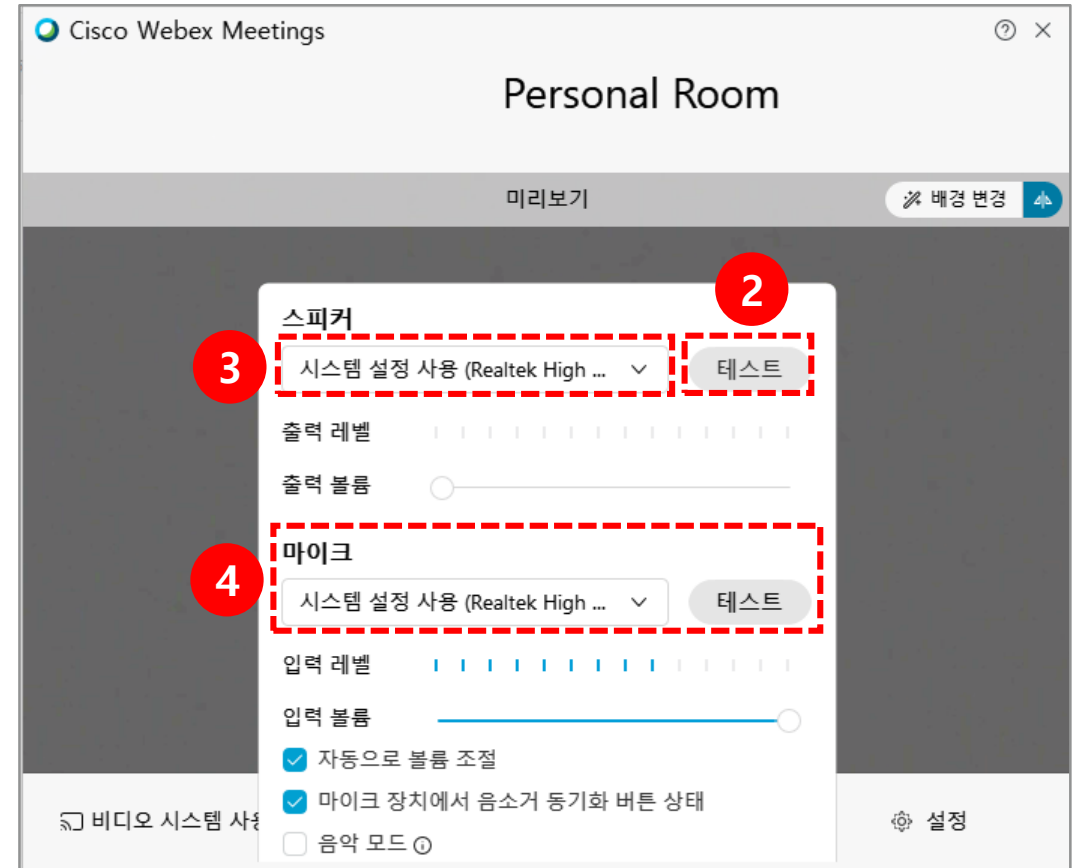 Cisco Webex Meetings
Personal Room
미리보기
배경 변경
2
스피커
3
시스템 설정 사용 (Realtek High ...
테스트
출력 레벨
출력 볼륨
4
마이크
시스템 설정 사용 (Realtek High ...
테스트
입력 레벨
입력 볼륨
자동으로 볼륨 조절
마이크 장치에서 음소거 동기화 버튼 상태
음악 모드
비디오 시스템 사용
설정